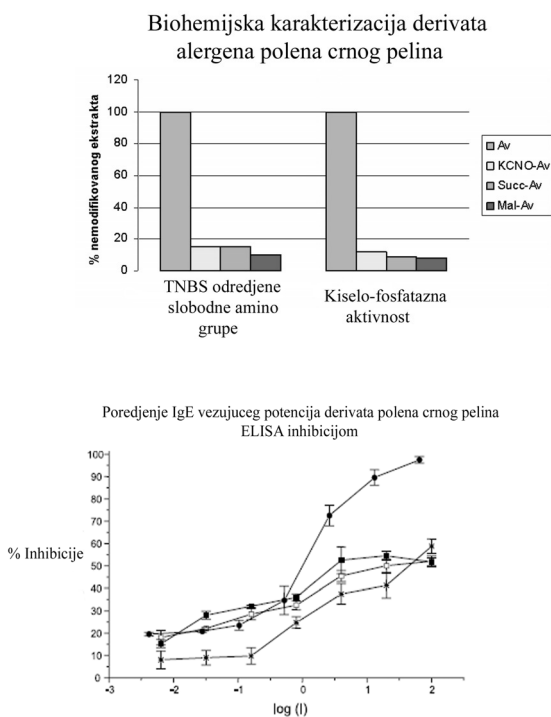 Biohemijska karakterizacija derivata
alergena polena crnog pelina
120
100
80
60
40
20
0
% nemodifikovanog ekstrakta
Av
KCNO-Av
Succ-Av
Mal-Av
TNBS odredjene
slobodne amino
grupe
Kiselo-fosfatazna
aktivnost
Poredjenje IgE vezujuceg potencija derivata polena crnog pelina
ELISA inhibicijom
100
90
80
70
60
50
40
30
20
10
0
% Inhibicije
-3 -2 -1 0 1 2 3
log (I)